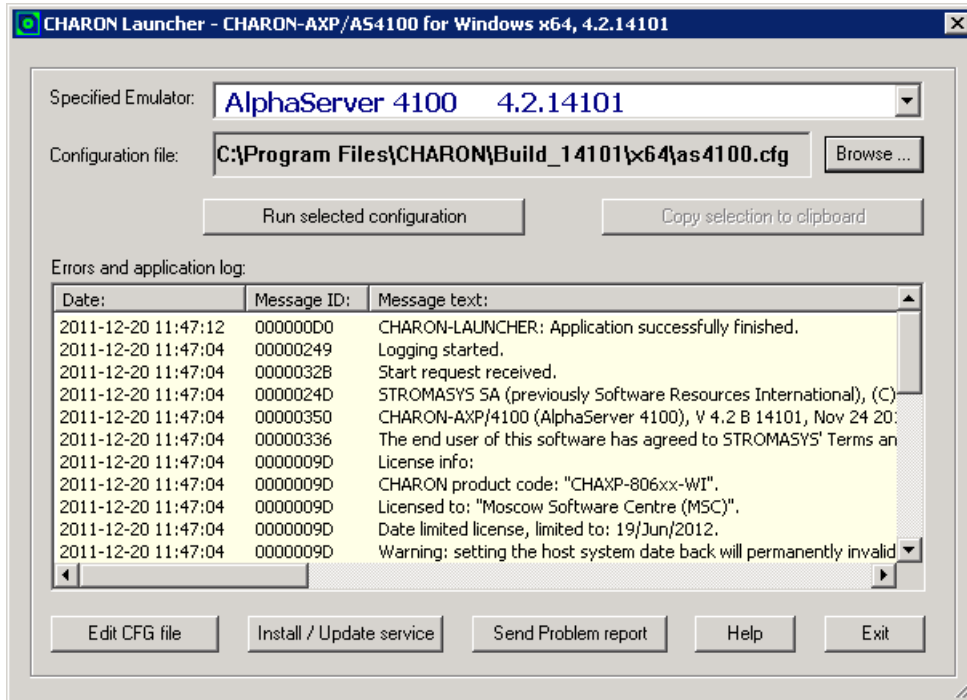 CHARON Launcher - CHARON-AXP/AS4100 for Windows x64, 4.2.14101
Specified Emulator: AlphaServer 4100 4.2.14101
Configuration file: C:\Program Files\CHARON\Build_14101\x64\as4100.cfg Browse ...
Run selected configuration Copy selection to clipboard
Errors and application log:
Date: Message ID: Message text:
2011-12-20 11:47:12 000000D0 CHARON-LAUNCHER: Application successfully finished.
2011-12-20 11:47:04 00000249 Logging started.
2011-12-20 11:47:04 0000032B Start request received.
2011-12-20 11:47:04 0000024D STROMASYS SA (previously Software Resources International), (C)
2011-12-20 11:47:04 00000350 CHARON-AXP/4100 (AlphaServer 4100), V 4.2 B 14101, Nov 24 201
2011-12-20 11:47:04 00000336 The end user of this software has agreed to STROMASYS' Terms an
2011-12-20 11:47:04 0000009D License info:
2011-12-20 11:47:04 0000009D CHARON product code: "CHAXP-806xx-WI".
2011-12-20 11:47:04 0000009D Licensed to: "Moscow Software Centre (MSC)".
2011-12-20 11:47:04 0000009D Date limited license, limited to: 19/Jun/2012.
2011-12-20 11:47:04 0000009D Warning: setting the host system date back will permanently invalid
Edit CFG file Install / Update service Send Problem report Help Exit